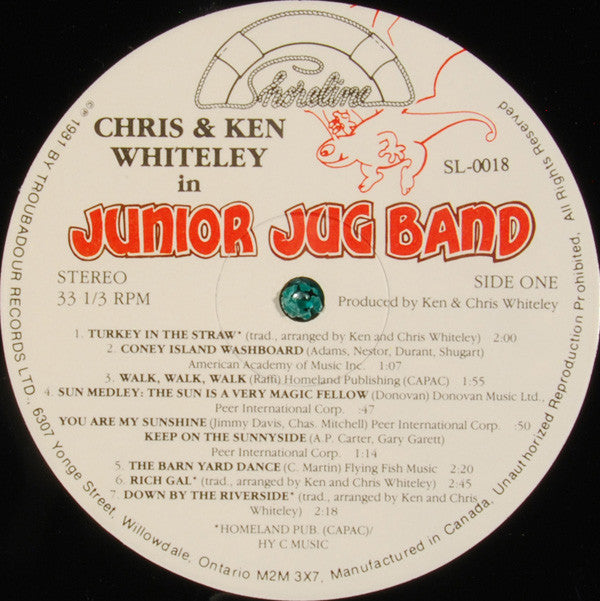 Shoreline
CHRIS & KEN
WHITELEY
in
SL-0018
JUNIOR JUG BAND
STEREO
33 1/3 RPM
SIDE ONE
Produced by Ken & Chris Whiteley
1. TURKEY IN THE STRAW* (trad., arranged by Ken and Chris Whiteley) 2:00
2. CONEY ISLAND WASHBOARD (Adams, Nestor, Durant, Shugart)
American Academy of Music Inc. 1:07
3. WALK, WALK, WALK (Raffi) Homeland Publishing (CAPAC) 1:55
4. SUN MEDLEY: THE SUN IS A VERY MAGIC FELLOW (Donovan) Donovan Music Ltd.,
Peer International Corp. :47
YOU ARE MY SUNSHINE (Jimmy Davis, Chas. Mitchell) Peer International Corp. :50
KEEP ON THE SUNNYSIDE (A.P. Carter, Gary Garett)
Peer International Corp. 1:14
5. THE BARN YARD DANCE (C. Martin) Flying Fish Music 2:20
6. RICH GAL* (trad., arranged by Ken and Chris Whiteley) 2:45
7. DOWN BY THE RIVERSIDE* (trad., arranged by Ken and Chris
Whiteley) 2:18
*HOMELAND PUB. (CAPAC)/
HY C MUSIC
©℗ 1981 BY TROUBADOUR RECORDS LTD., 6307 Yonge Street, Willowdale, Ontario M2M 3X7, Manufactured in Canada, Unauthorized Reproduction Prohibited, All Rights Reserved